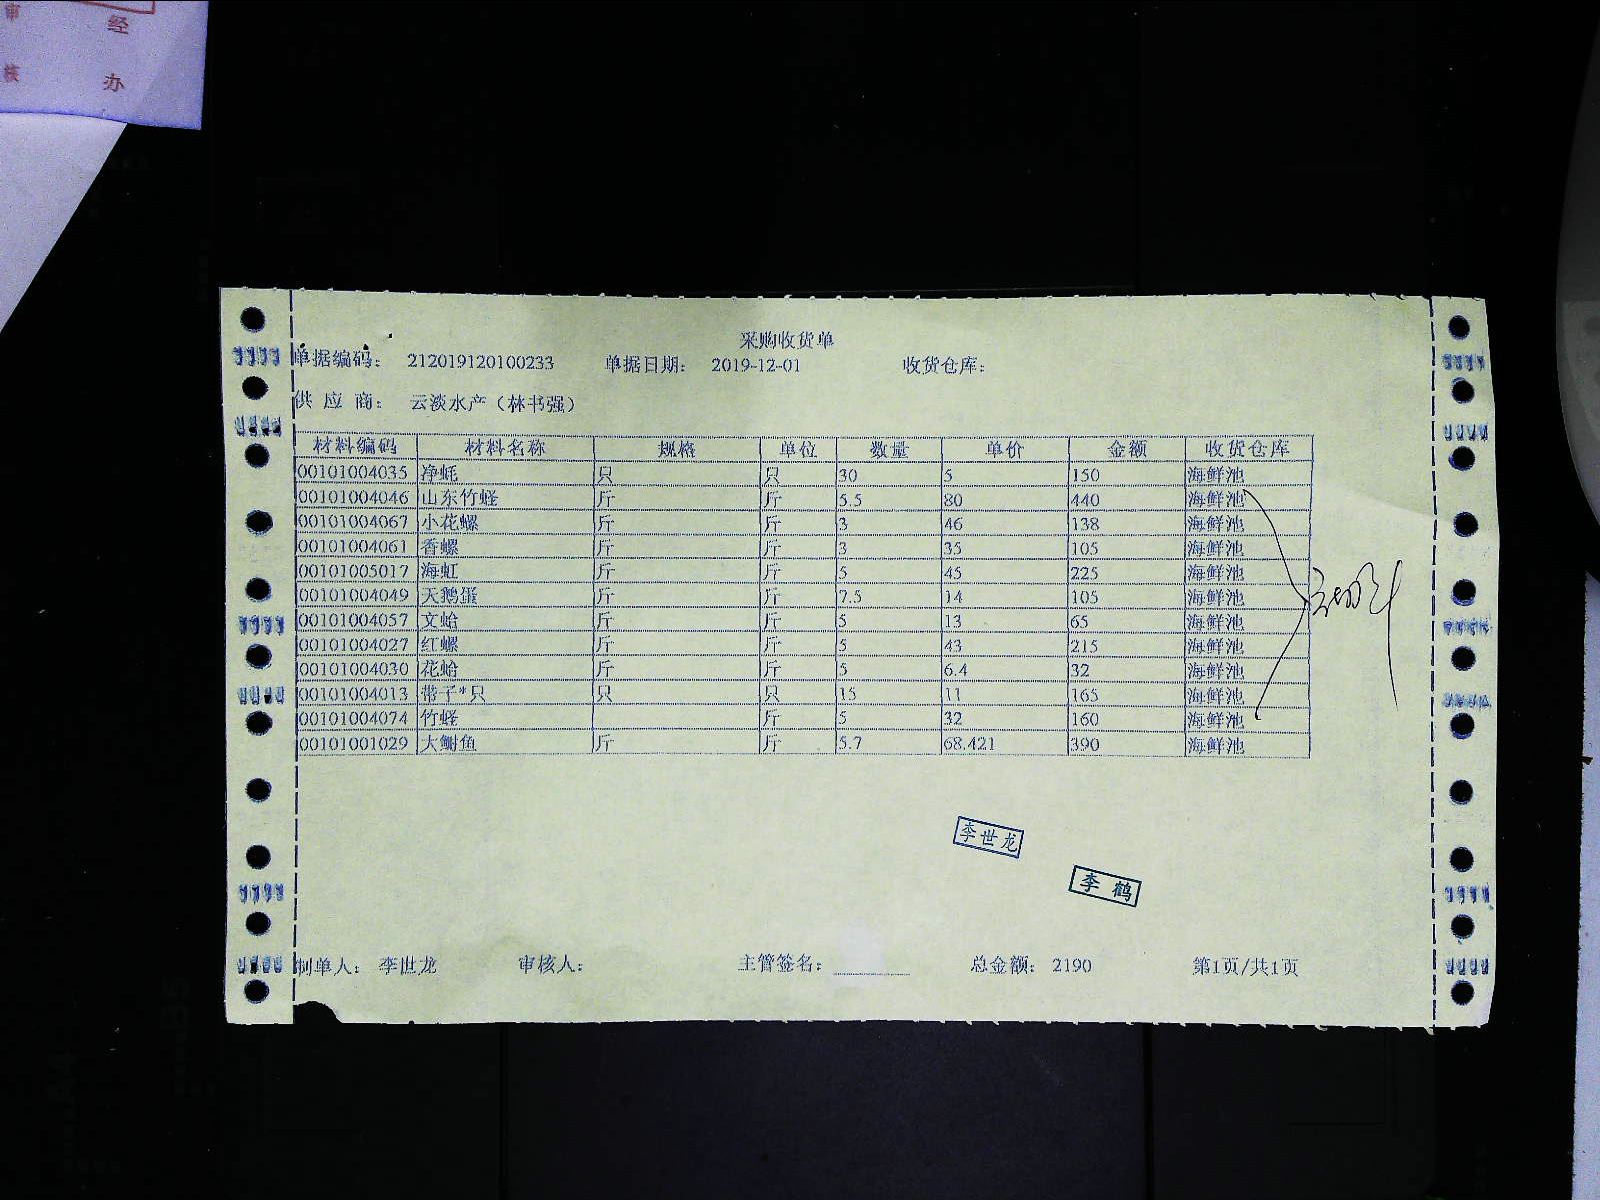 审 经
核 办
采购收货单
单据编码： 212019120100233 单据日期： 2019-12-01 收货仓库：
供 应 商： 云淡水产（林书强）
材料编码 材料名称 规格 单位 数量 单价 金额 收货仓库
00101004035 净蚝 只 只 30 5 150 海鲜池
00101004046 山东竹蛏 斤 斤 5.5 80 440 海鲜池
00101004067 小花螺 斤 斤 3 46 138 海鲜池
00101004061 香螺 斤 斤 3 35 105 海鲜池
00101005017 海虹 斤 斤 5 45 225 海鲜池
00101004049 天鹅蛋 斤 斤 7.5 14 105 海鲜池
00101004057 文蛤 斤 斤 5 13 65 海鲜池
00101004027 红螺 斤 斤 5 43 215 海鲜池
00101004030 花蛤 斤 斤 5 6.4 32 海鲜池
00101004013 带子*只 只 只 15 11 165 海鲜池
00101004074 竹蛏 斤 5 32 160 海鲜池
00101001029 大鲋鱼 斤 斤 5.7 68.421 390 海鲜池
李世龙
李 鹤
制单人： 李世龙 审核人： 主管签名： 总金额： 2190 第1页/共1页